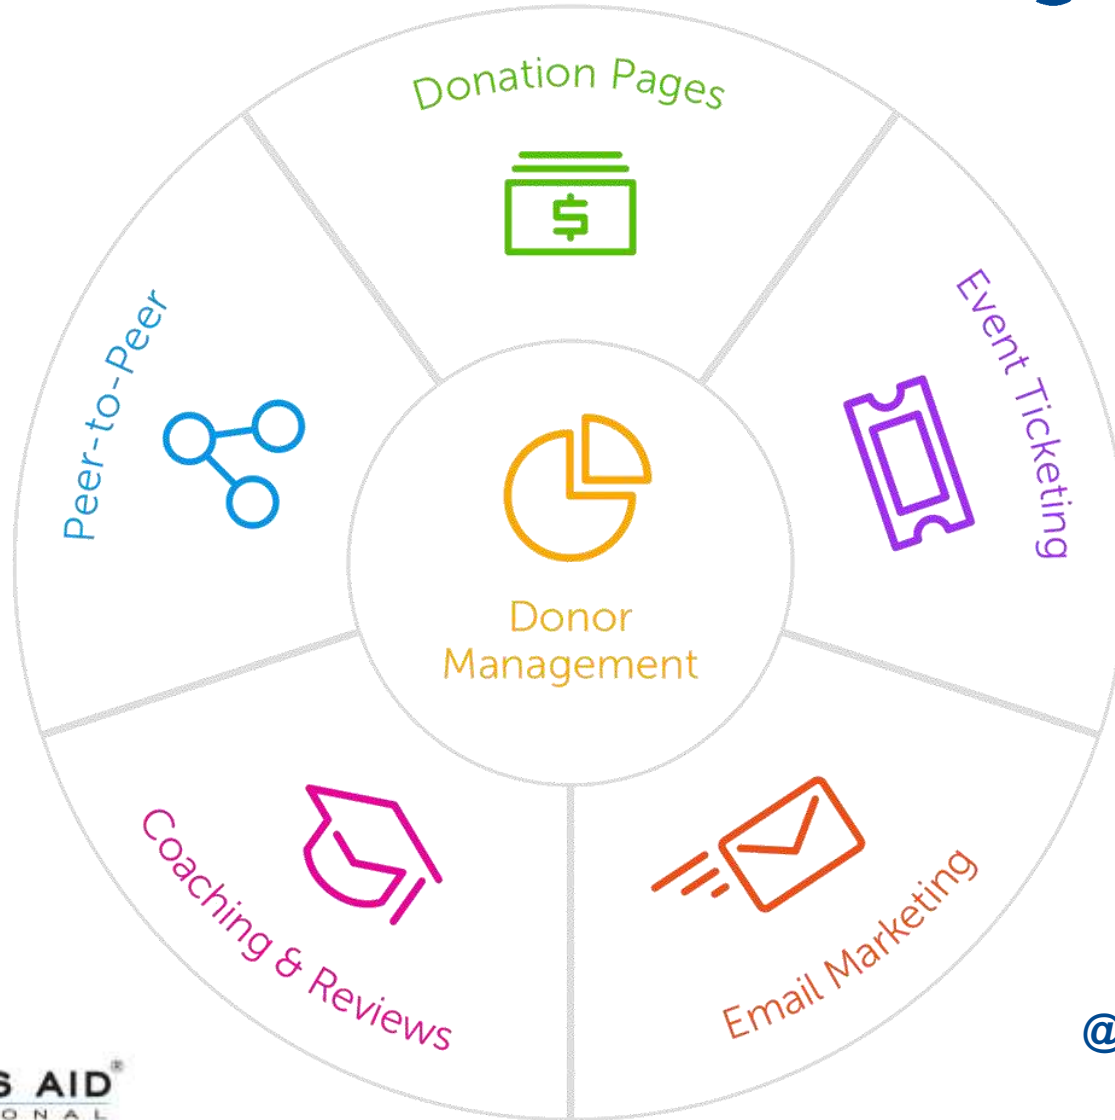 Donation Pages
$
Peer-to-Peer
Event Ticketing
Donor
Management
Coaching & Reviews
Email Marketing
@
AID®